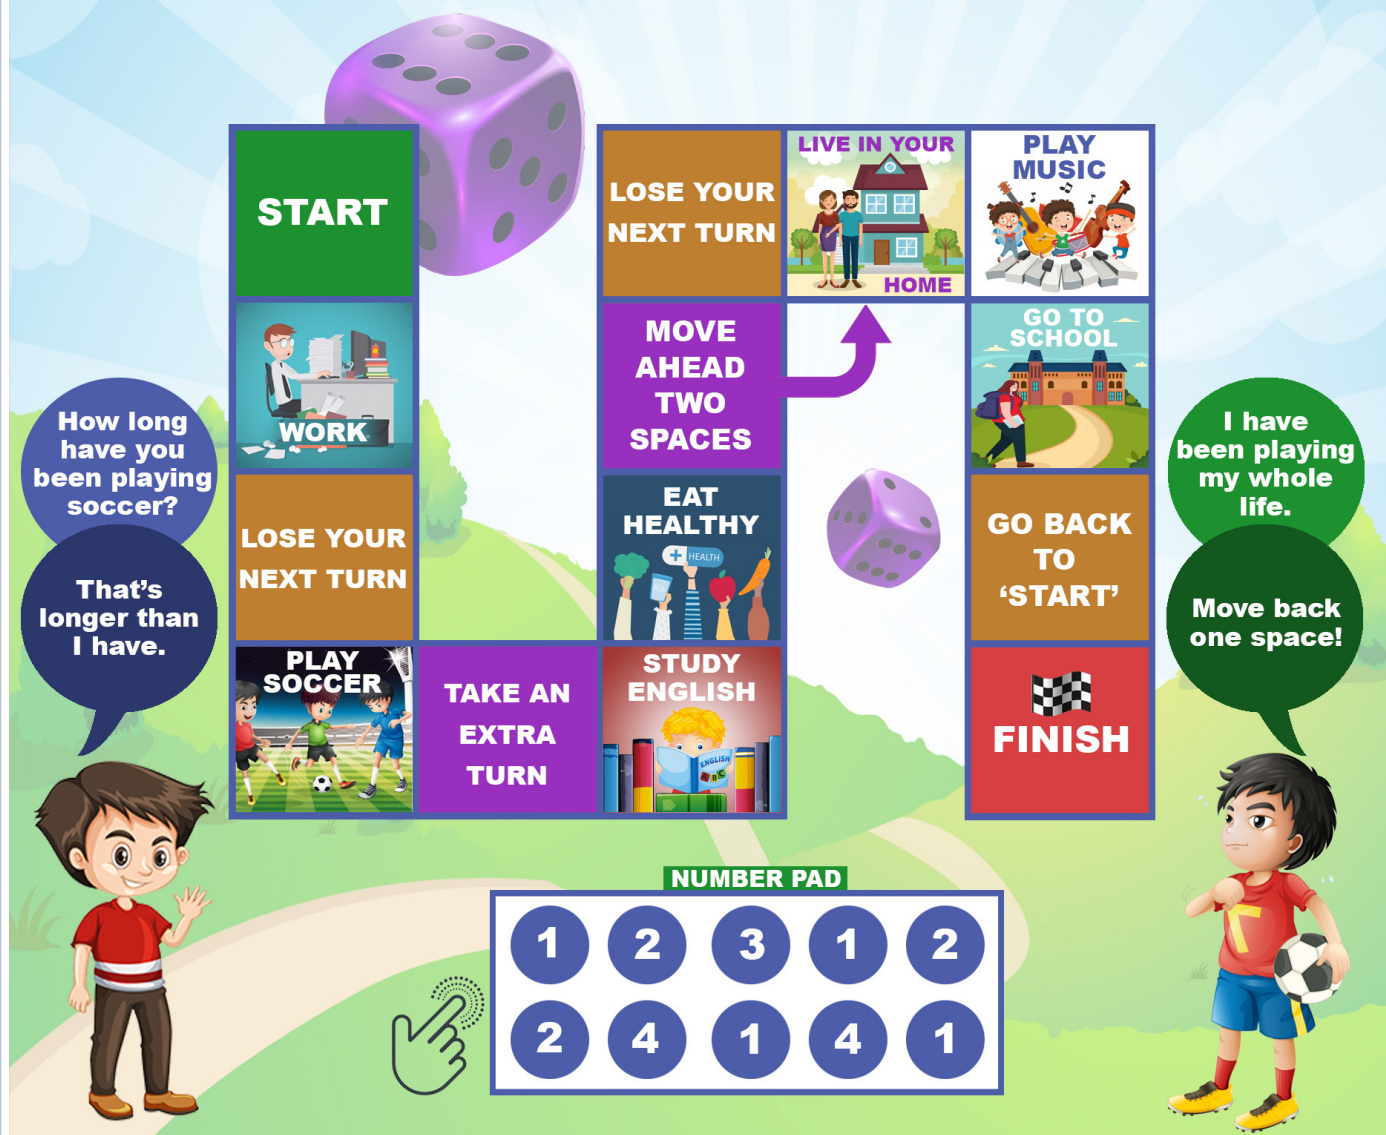 START
WORK
LOSE YOUR
NEXT TURN
PLAY
SOCCER
TAKE AN
EXTRA
TURN
STUDY
ENGLISH
ENGLISH
A B C
EAT
HEALTHY
HEALTH
MOVE
AHEAD
TWO
SPACES
LOSE YOUR
NEXT TURN
LIVE IN YOUR
HOME
PLAY
MUSIC
GO TO
SCHOOL
GO BACK
TO
‘START’
FINISH
How long
have you
been playing
soccer?
That’s
longer than
I have.
I have
been playing
my whole
life.
Move back
one space!
NUMBER PAD
1 2 3 1 2
2 4 1 4 1